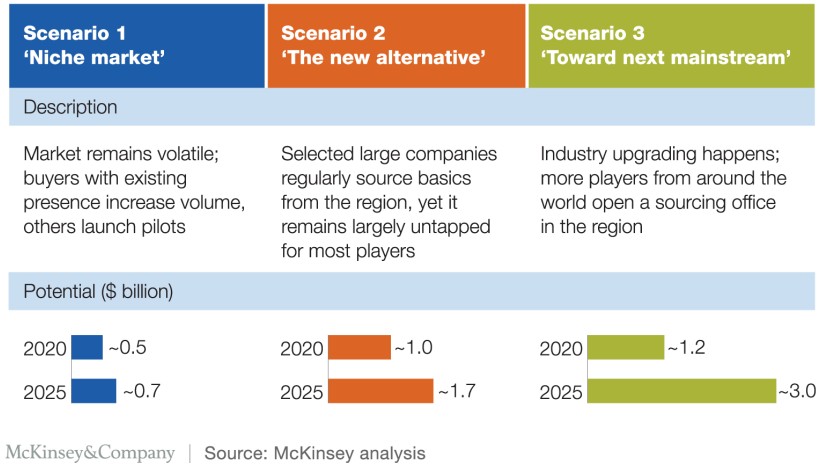 Scenario 1
‘Niche market’
Scenario 2
‘The new alternative’
Scenario 3
‘Toward next mainstream’
Description
Market remains volatile;
buyers with existing
presence increase volume,
others launch pilots
Selected large companies
regularly source basics
from the region, yet it
remains largely untapped
for most players
Industry upgrading happens;
more players from around the
world open a sourcing office
in the region
Potential ($ billion)
2020 ~0.5
2025 ~0.7
2020 ~1.0
2025 ~1.7
2020 ~1.2
2025 ~3.0
McKinsey&Company | Source: McKinsey analysis